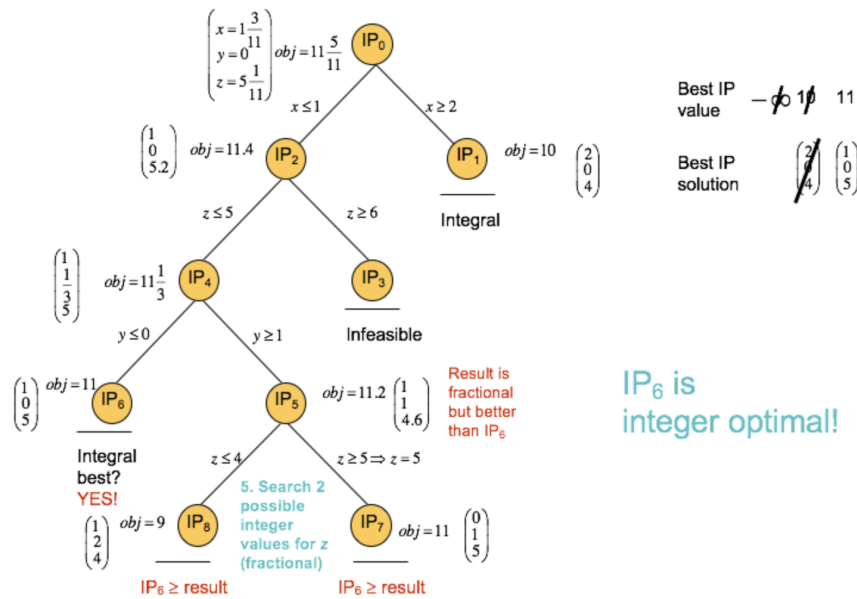 x = 1 3/11
y = 0
z = 5 1/11
obj = 11 5/11
IP0
x ≤ 1
x ≥ 2
Best IP
value
−∞ 10 11
1
0
5.2
obj = 11.4
IP2
IP1
obj = 10
2
0
4
Integral
Best IP
solution
2
0
4
1
0
5
z ≤ 5
z ≥ 6
1
1/3
5
obj = 11 1/3
IP4
IP3
Infeasible
y ≤ 0
y ≥ 1
1
0
5
obj = 11
IP6
IP5
obj = 11.2
1
1
4.6
Result is
fractional
but better
than IP6
IP6 is
integer optimal!
Integral
best?
YES!
z ≤ 4
z ≥ 5 ⇒ z = 5
5. Search 2
possible
integer
values for z
(fractional)
1
2
4
obj = 9
IP8
IP7
obj = 11
0
1
5
IP6 ≥ result
IP6 ≥ result